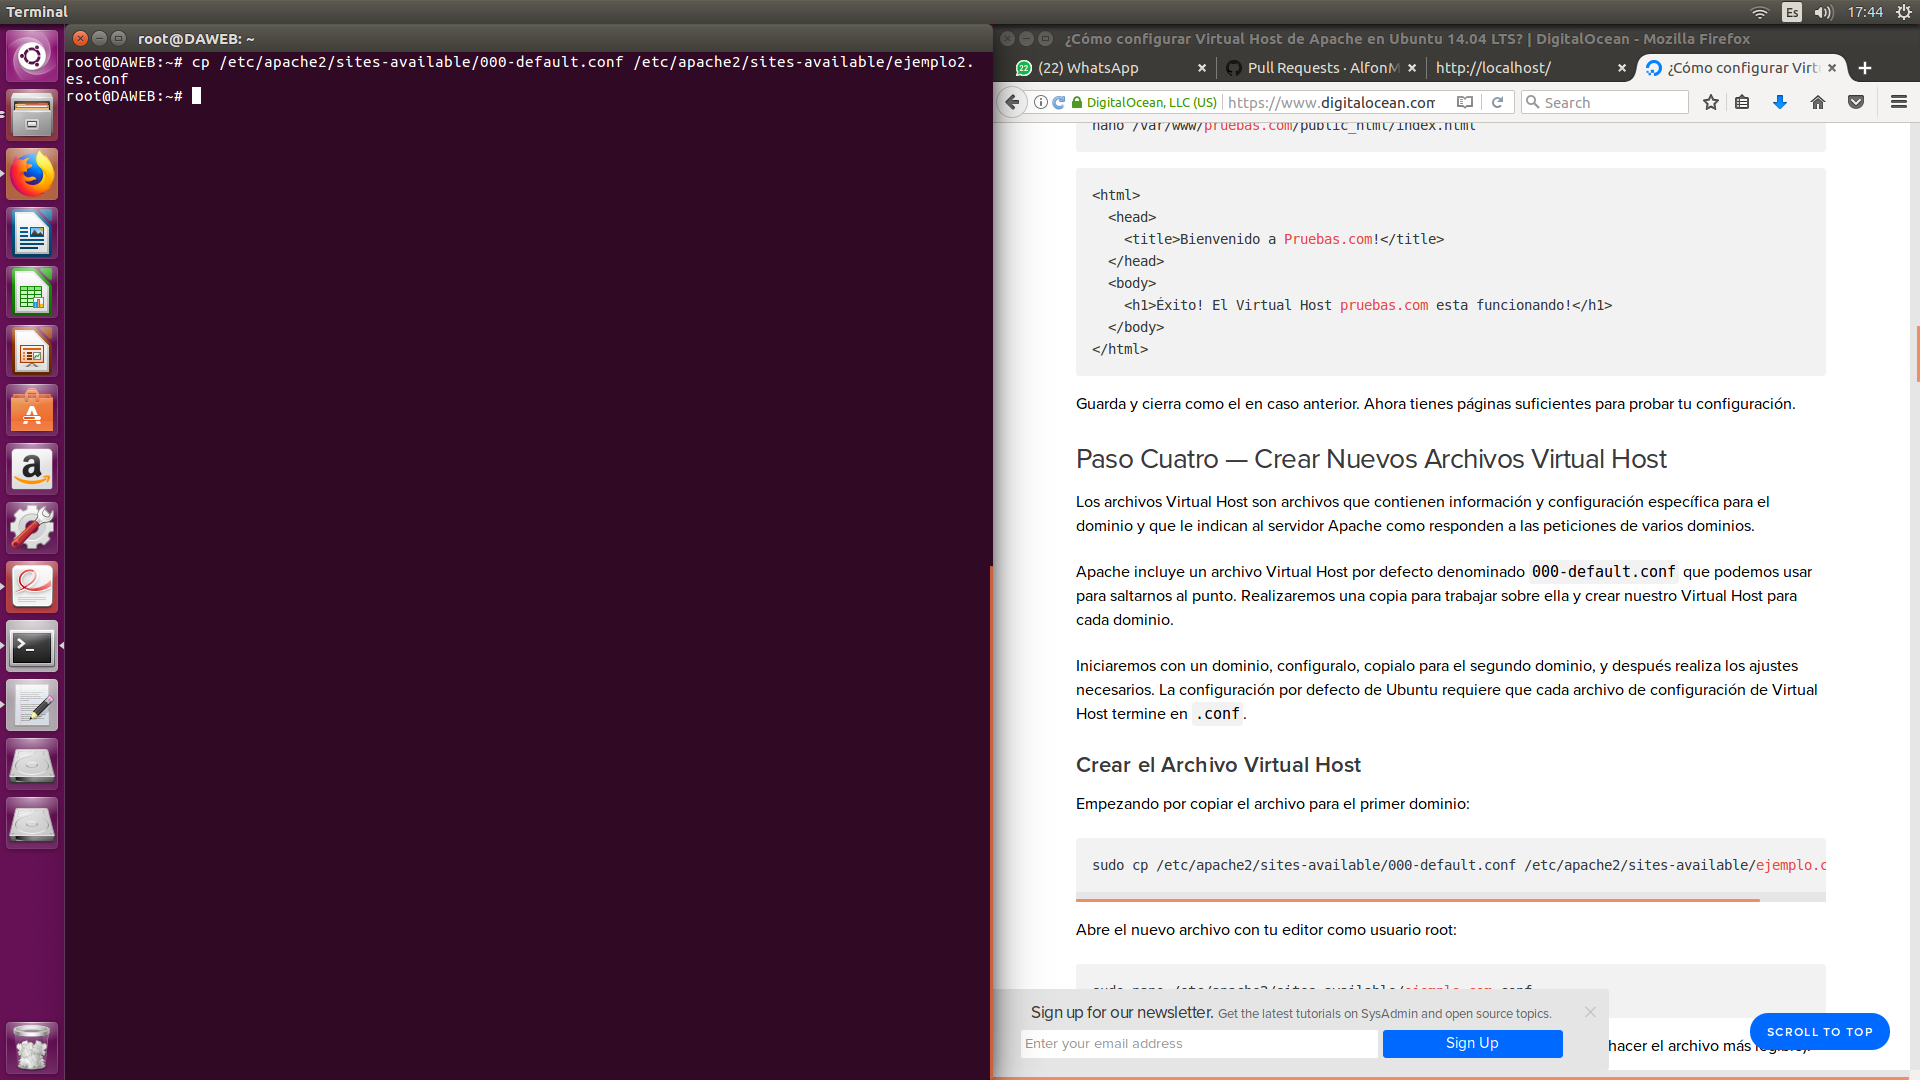 Terminal
Es
17:44
root@DAWEB: ~
root@DAWEB:~# cp /etc/apache2/sites-available/000-default.conf /etc/apache2/sites-available/ejemplo2.
es.conf
root@DAWEB:~#
¿Cómo configurar Virtual Host de Apache en Ubuntu 14.04 LTS? | DigitalOcean - Mozilla Firefox
22 (22) WhatsApp
Pull Requests · AlfonM
http://localhost/
¿Cómo configurar Virt
DigitalOcean, LLC (US)
https://www.digitalocean.com
Search
nano /var/www/pruebas.com/public_html/index.html
<html>
<head>
<title>Bienvenido a Pruebas.com!</title>
</head>
<body>
<h1>Éxito! El Virtual Host pruebas.com esta funcionando!</h1>
</body>
</html>
Guarda y cierra como el en caso anterior. Ahora tienes páginas suficientes para probar tu configuración.
Paso Cuatro — Crear Nuevos Archivos Virtual Host
Los archivos Virtual Host son archivos que contienen información y configuración específica para el
dominio y que le indican al servidor Apache como responden a las peticiones de varios dominios.
Apache incluye un archivo Virtual Host por defecto denominado 000-default.conf que podemos usar
para saltarnos al punto. Realizaremos una copia para trabajar sobre ella y crear nuestro Virtual Host para
cada dominio.
Iniciaremos con un dominio, configuralo, copialo para el segundo dominio, y después realiza los ajustes
necesarios. La configuración por defecto de Ubuntu requiere que cada archivo de configuración de Virtual
Host termine en .conf.
Crear el Archivo Virtual Host
Empezando por copiar el archivo para el primer dominio:
sudo cp /etc/apache2/sites-available/000-default.conf /etc/apache2/sites-available/ejemplo.c
Abre el nuevo archivo con tu editor como usuario root:
sudo nano /etc/apache2/sites-available/ejemplo.com.conf
Sign up for our newsletter. Get the latest tutorials on SysAdmin and open source topics.
Enter your email address
Sign Up
SCROLL TO TOP
hacer el archivo más legible).